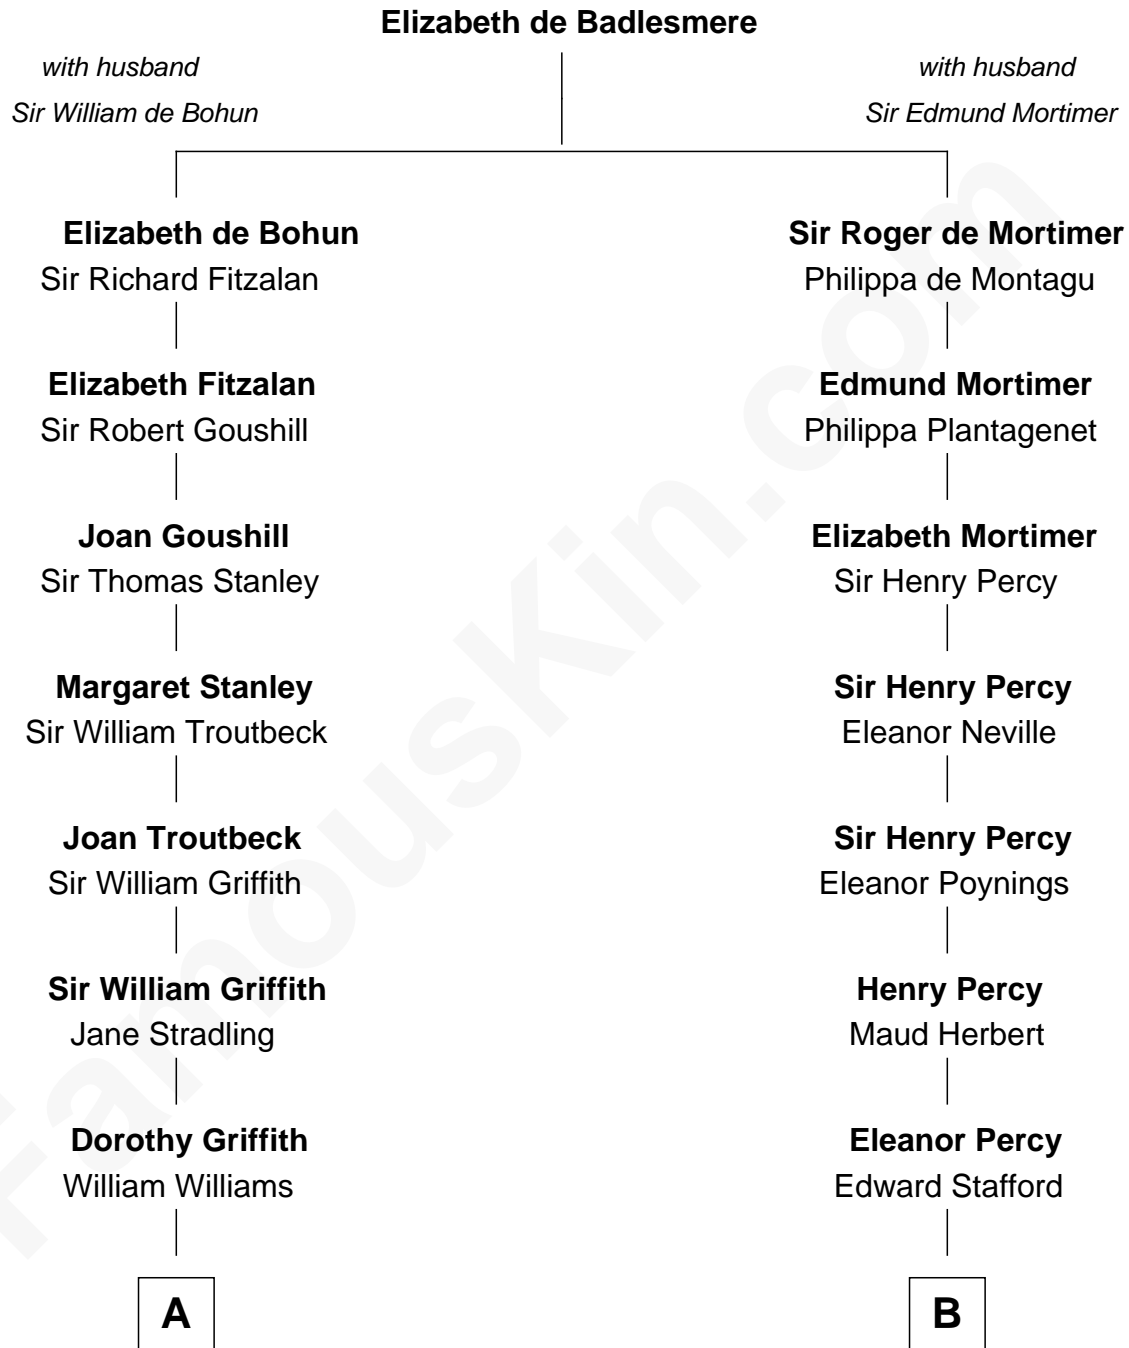 Elizabeth de Badlesmere
with husband
Sir William de Bohun
with husband
Sir Edmund Mortimer
Elizabeth de Bohun
Sir Richard Fitzalan
Sir Roger de Mortimer
Philippa de Montagu
Elizabeth Fitzalan
Sir Robert Goushill
Edmund Mortimer
Philippa Plantagenet
Joan Goushill
Sir Thomas Stanley
Elizabeth Mortimer
Sir Henry Percy
Margaret Stanley
Sir William Troutbeck
Sir Henry Percy
Eleanor Neville
Joan Troutbeck
Sir William Griffith
Sir Henry Percy
Eleanor Poynings
Sir William Griffith
Jane Stradling
Henry Percy
Maud Herbert
Dorothy Griffith
William Williams
Eleanor Percy
Edward Stafford
A
B
FamousKin.com